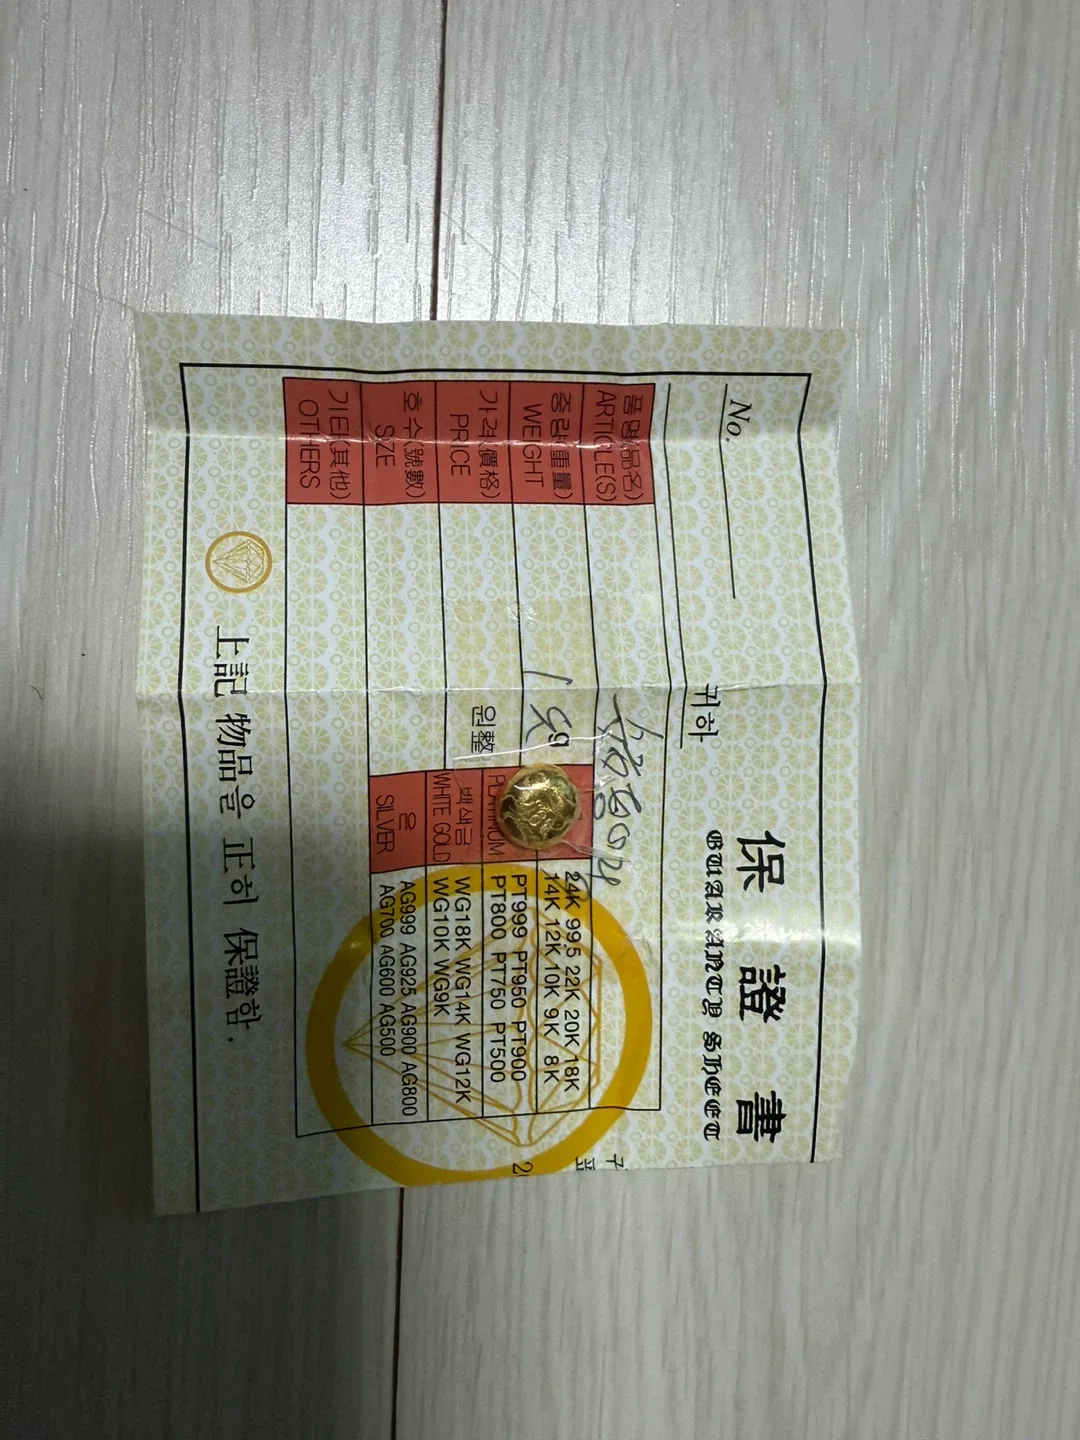 保 證 書
GUARANTY SHEET
No.
귀하
품명(品名)
ARTICLE(S)
중량(重量)
WEIGHT
가격(價格)
PRICE
원整
호수(號數)
SIZE
기타(其他)
OTHERS
24K 99.5 22K 20K 18K
14K 12K 10K 9K 8K
PLATINUM
PT999 PT950 PT900
PT800 PT750 PT500
백색금
WHITE GOLD
WG18K WG14K WG12K
WG10K WG9K
은
SILVER
AG999 AG925 AG900 AG800
AG700 AG600 AG500
上記 物品을 正히 保證함.